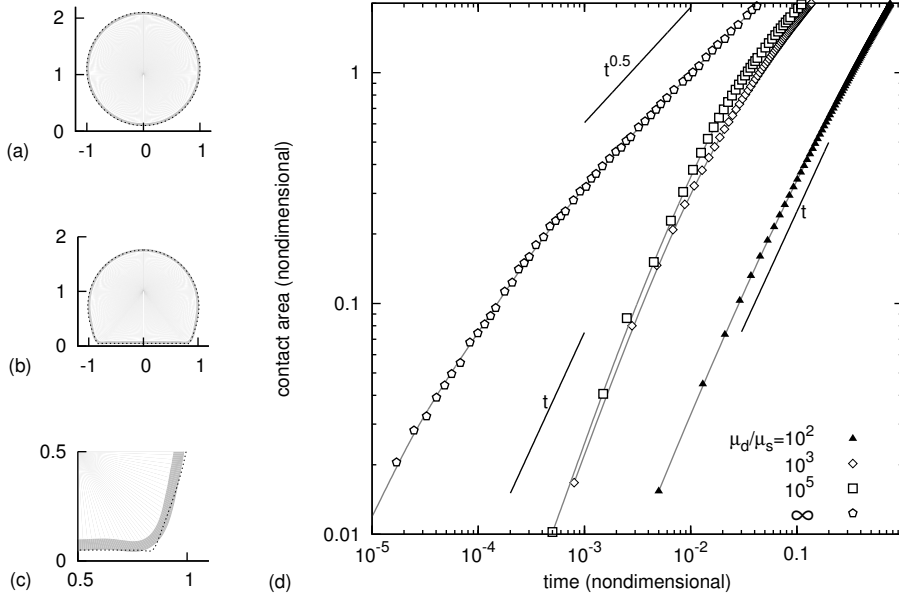 2
1
0
-1 0 1
(a)
2
1
0
-1 0 1
(b)
0.5
0
0.5 1
(c)
contact area (nondimensional)
1
0.1
0.01
t^0.5
t
t
μ_d/μ_s=10^2
10^3
10^5
∞
10^-5 10^-4 10^-3 10^-2 0.1
time (nondimensional)
(d)